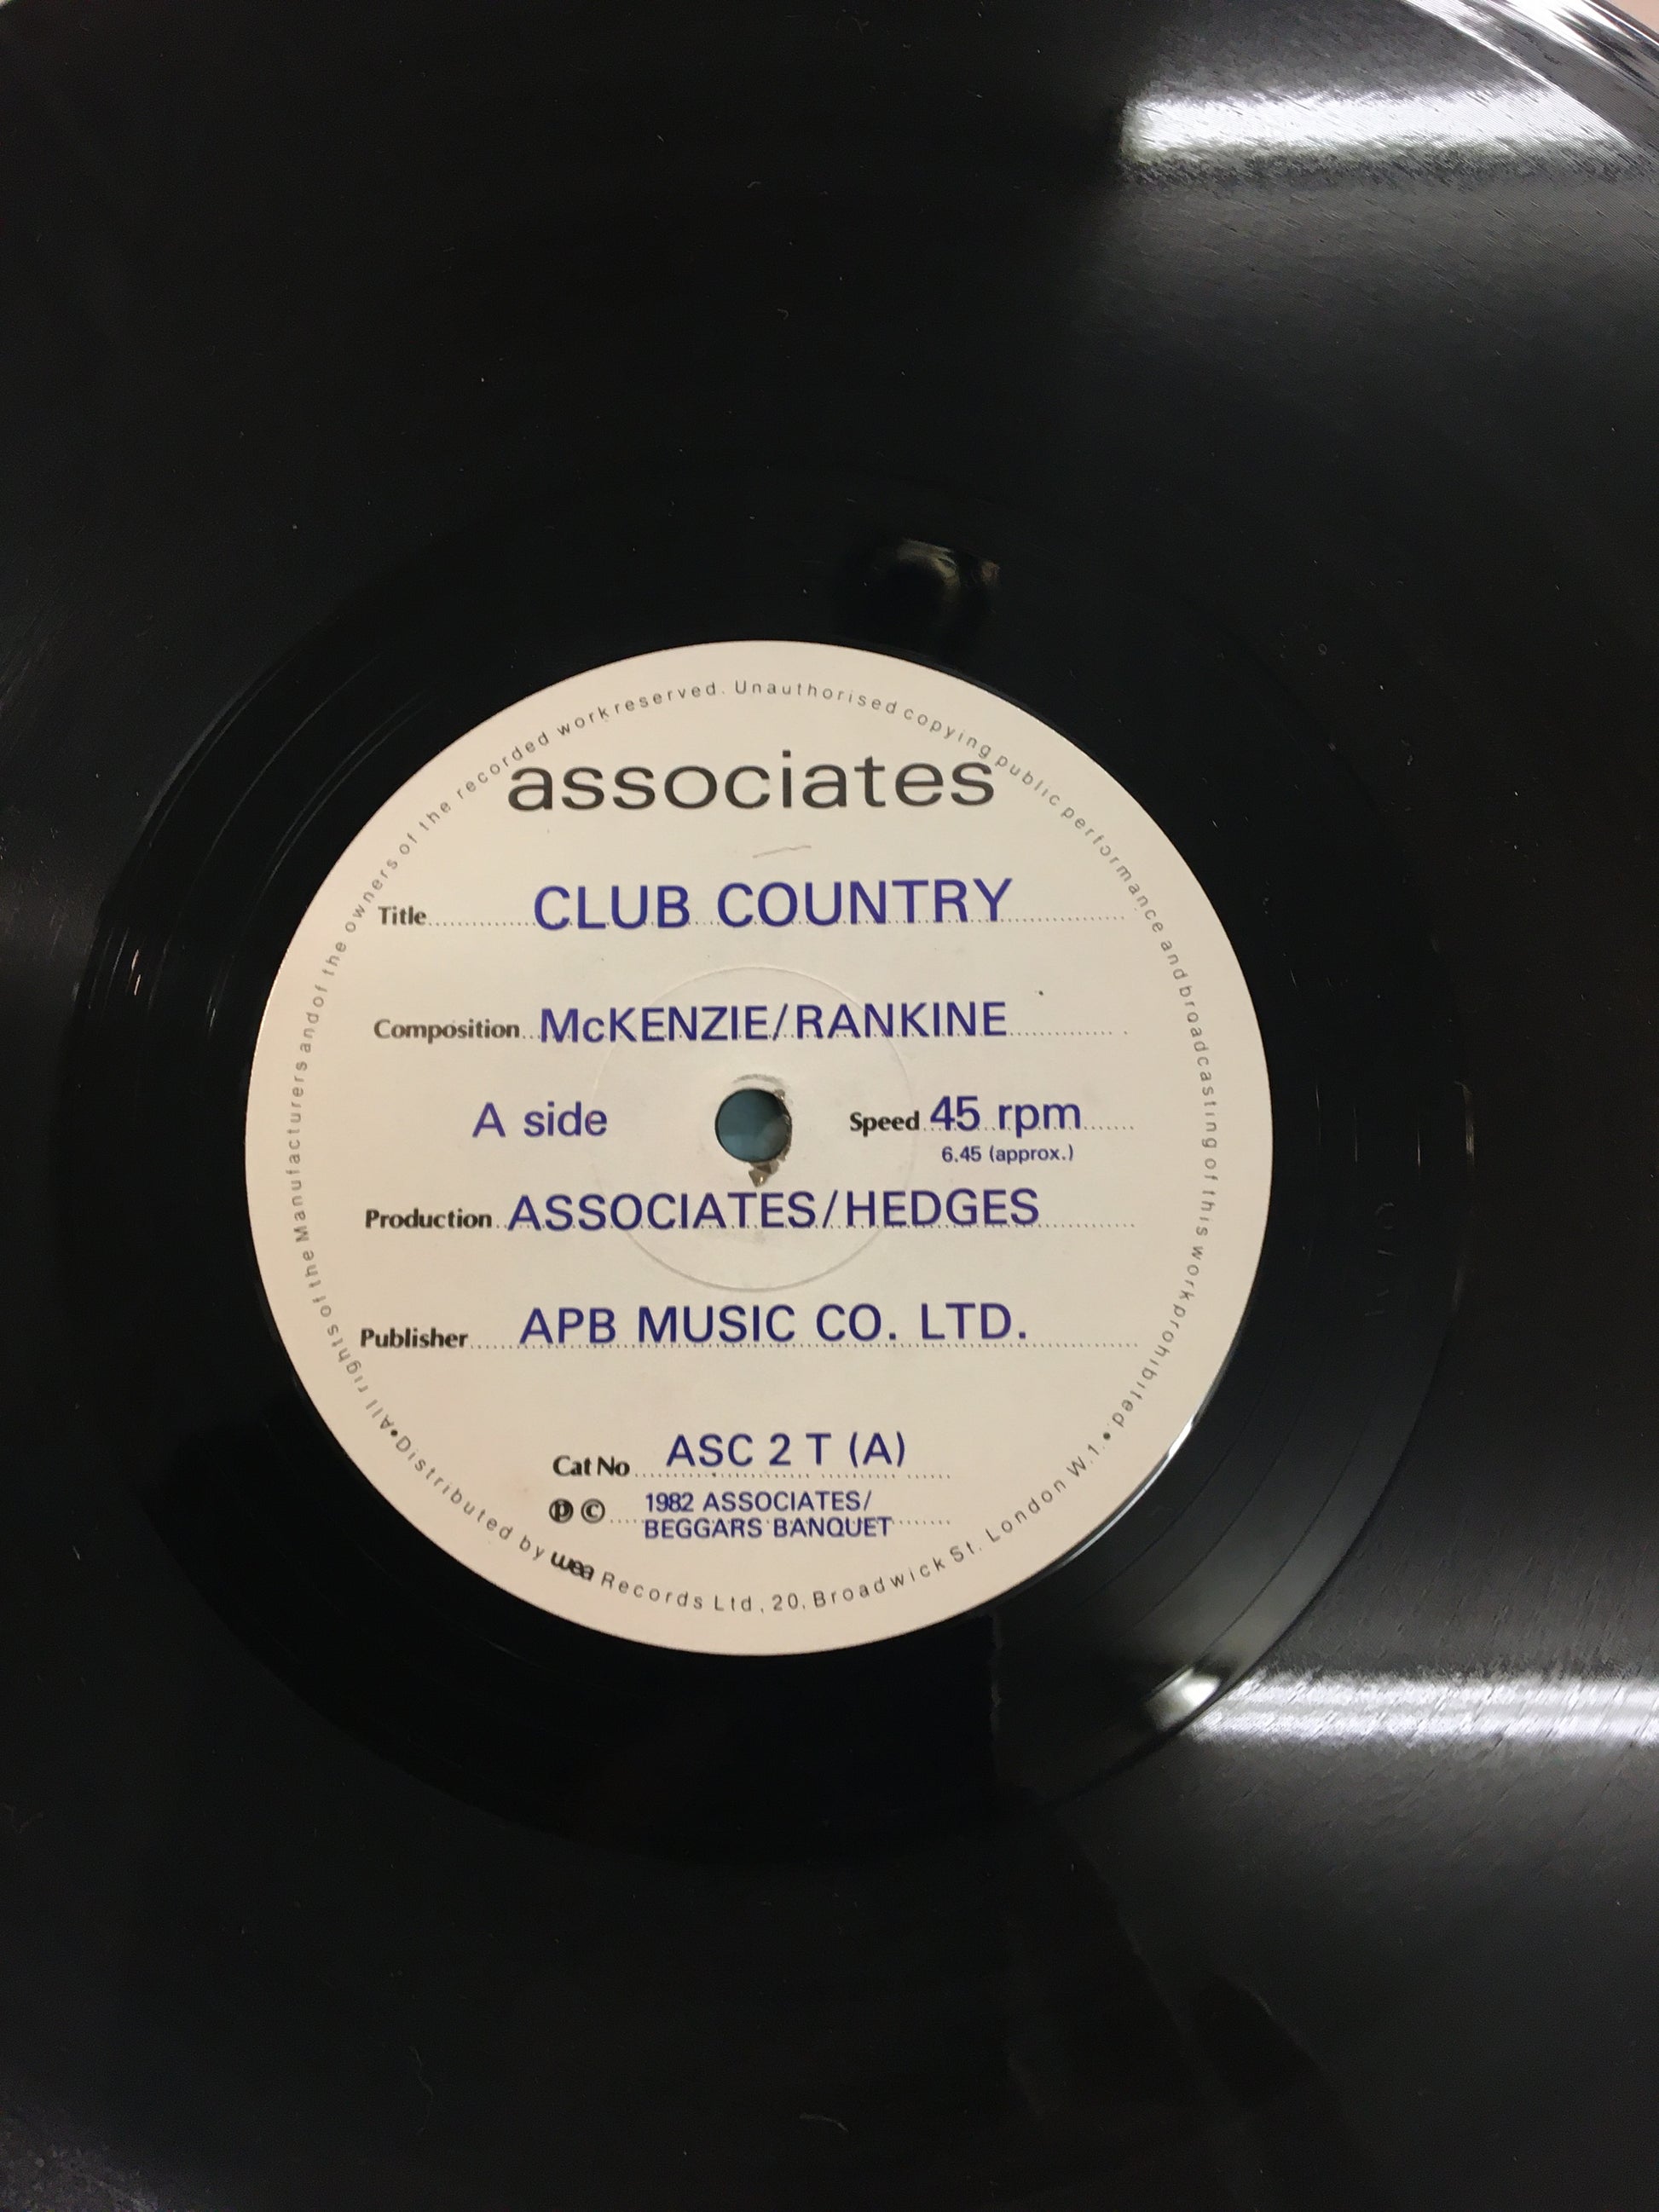 associates
Title CLUB COUNTRY
Composition McKENZIE/RANKINE
A side
Speed 45 rpm
6.45 (approx.)
Production ASSOCIATES/HEDGES
Publisher APB MUSIC CO. LTD.
Cat No ASC 2 T (A)
℗ © 1982 ASSOCIATES/
BEGGARS BANQUET
•All rights of the Manufacturers and of the owners of the recorded work reserved. Unauthorised copying public performance and broadcasting of this work prohibited.•
Distributed by wea Records Ltd, 20, Broadwick St. London W.1.